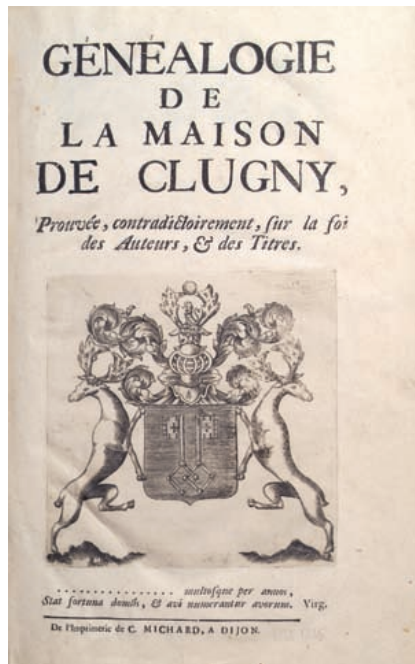 GÉNÉALOGIE
DE
LA MAISON
DE CLUGNY,
Prouvée, contradictoirement, sur la foi
des Auteurs, & des Titres.
................ multosque per annos,
Stat fortuna domûs, & avi numerantur avorum. Virg.
De l'Imprimerie de C. MICHARD, A DIJON.